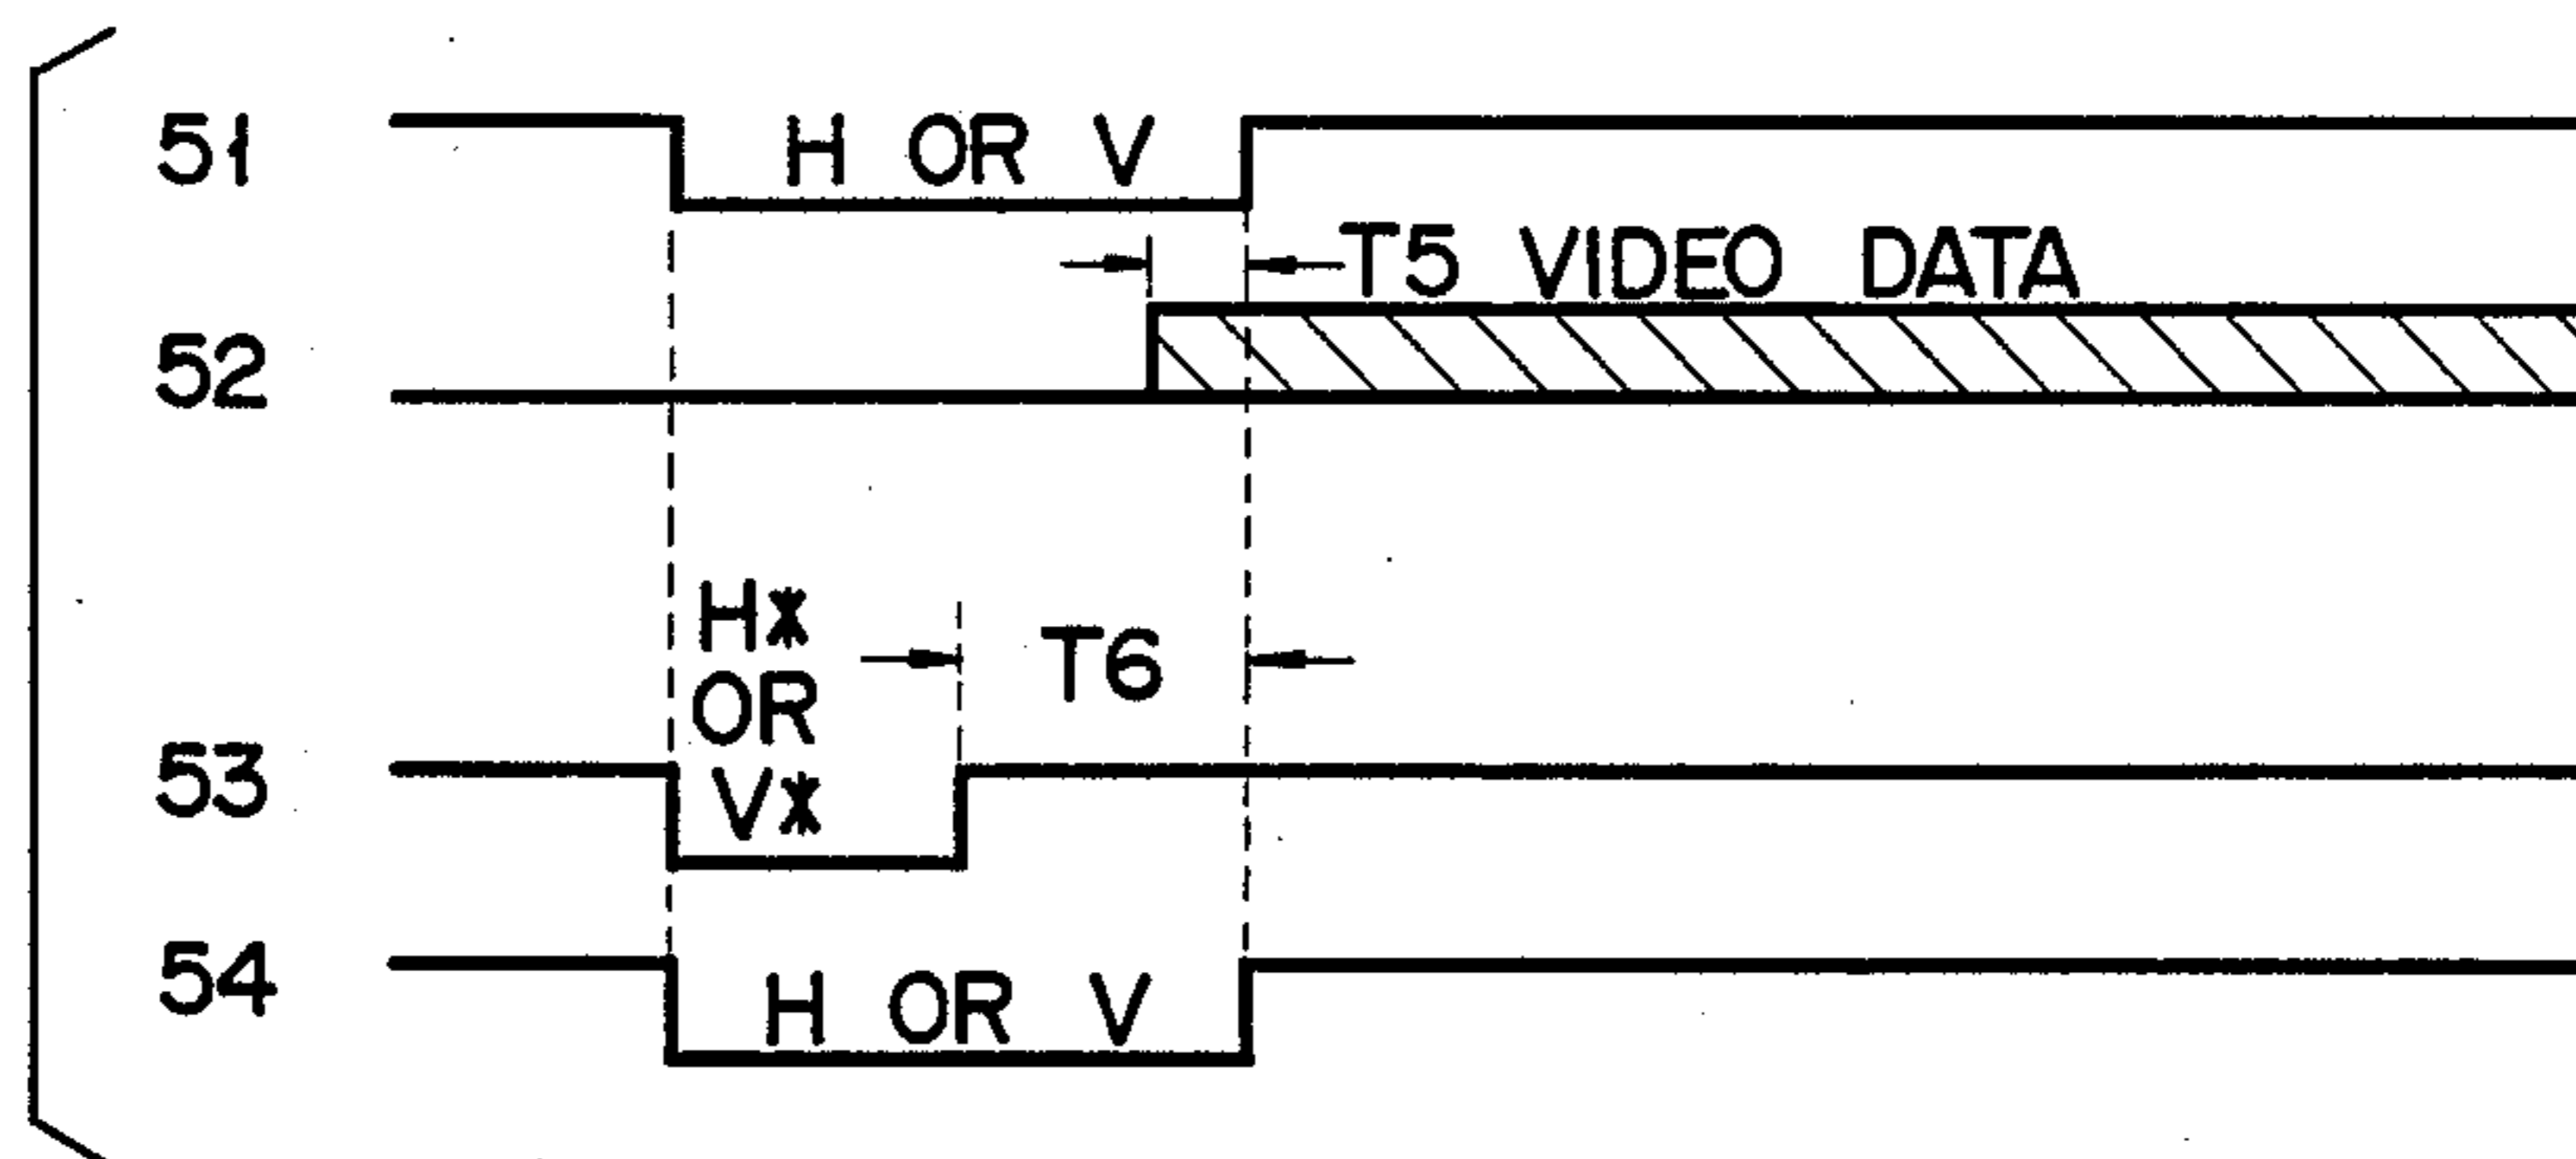 51 H OR V
T5 VIDEO DATA
52
H*
T6
OR
53 V*
54 H OR V